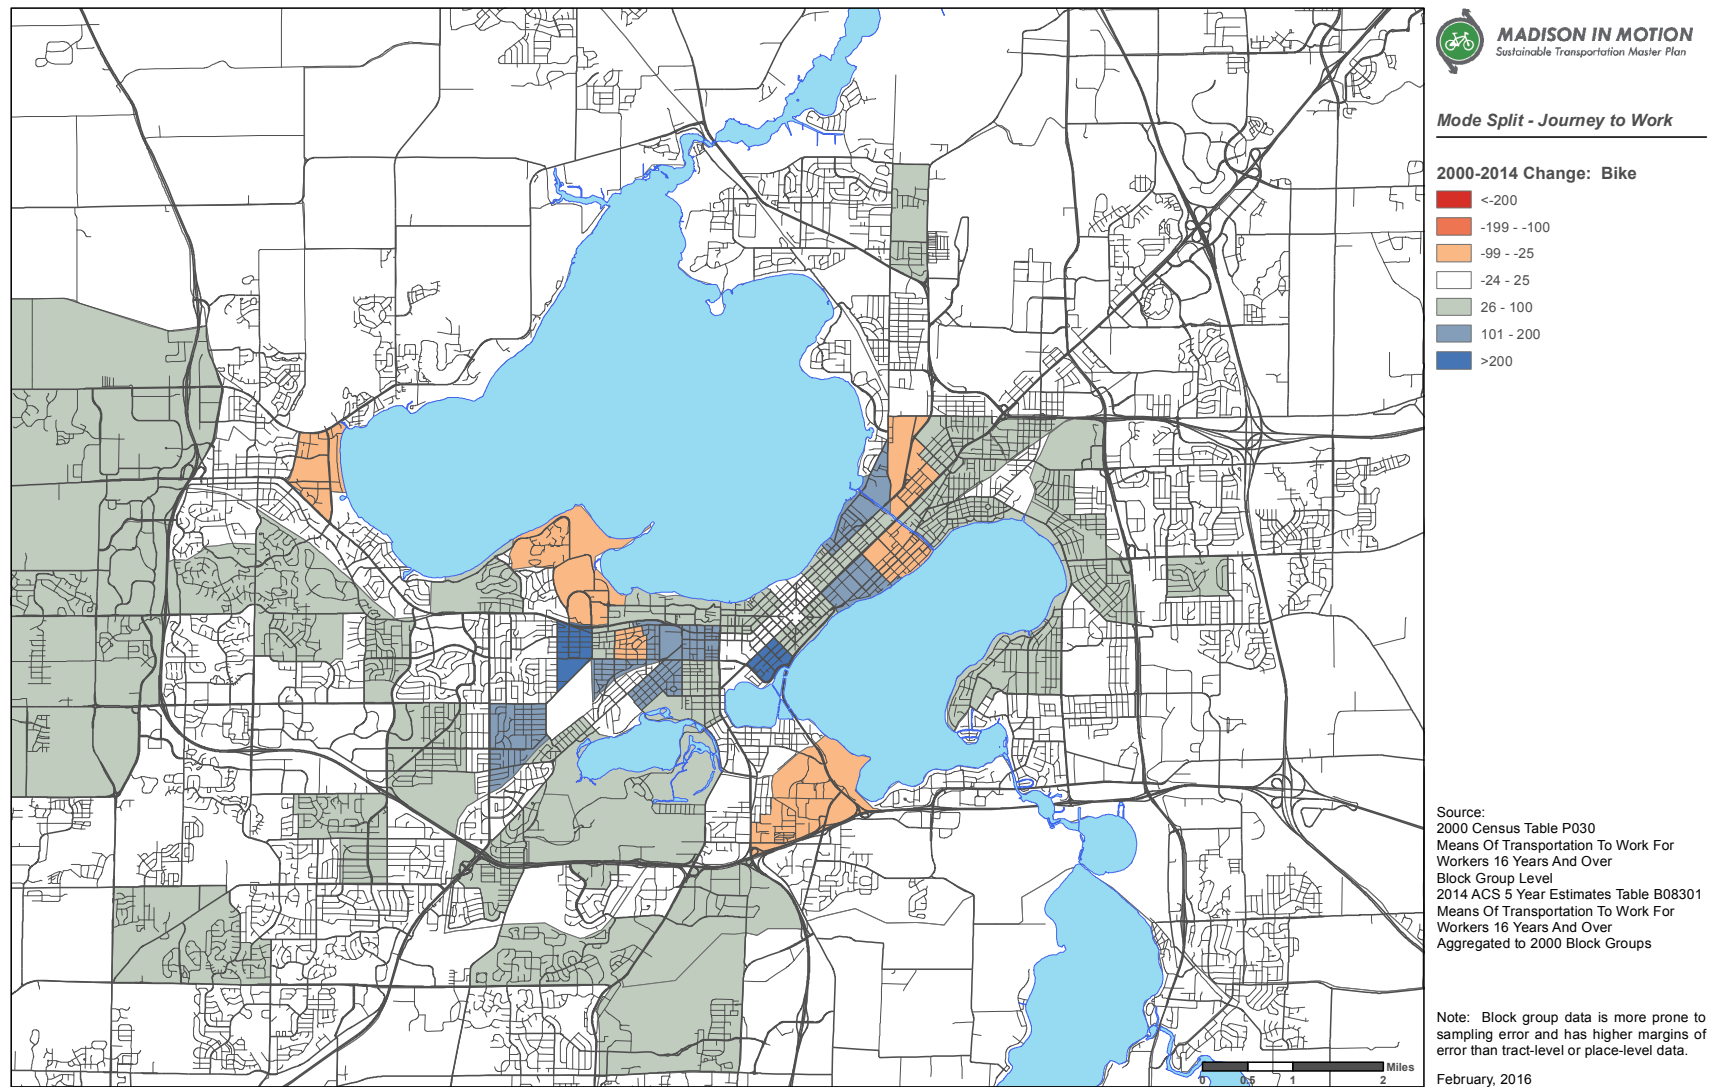 MADISON IN MOTION
Sustainable Transportation Master Plan
Mode Split - Journey to Work
2000-2014 Change: Bike
<-200
-199 - -100
-99 - -25
-24 - 25
26 - 100
101 - 200
>200
Source:
2000 Census Table P030
Means Of Transportation To Work For
Workers 16 Years And Over
Block Group Level
2014 ACS 5 Year Estimates Table B08301
Means Of Transportation To Work For
Workers 16 Years And Over
Aggregated to 2000 Block Groups
Note: Block group data is more prone to
sampling error and has higher margins of
error than tract-level or place-level data.
Miles
0 0.5 1 2
February, 2016